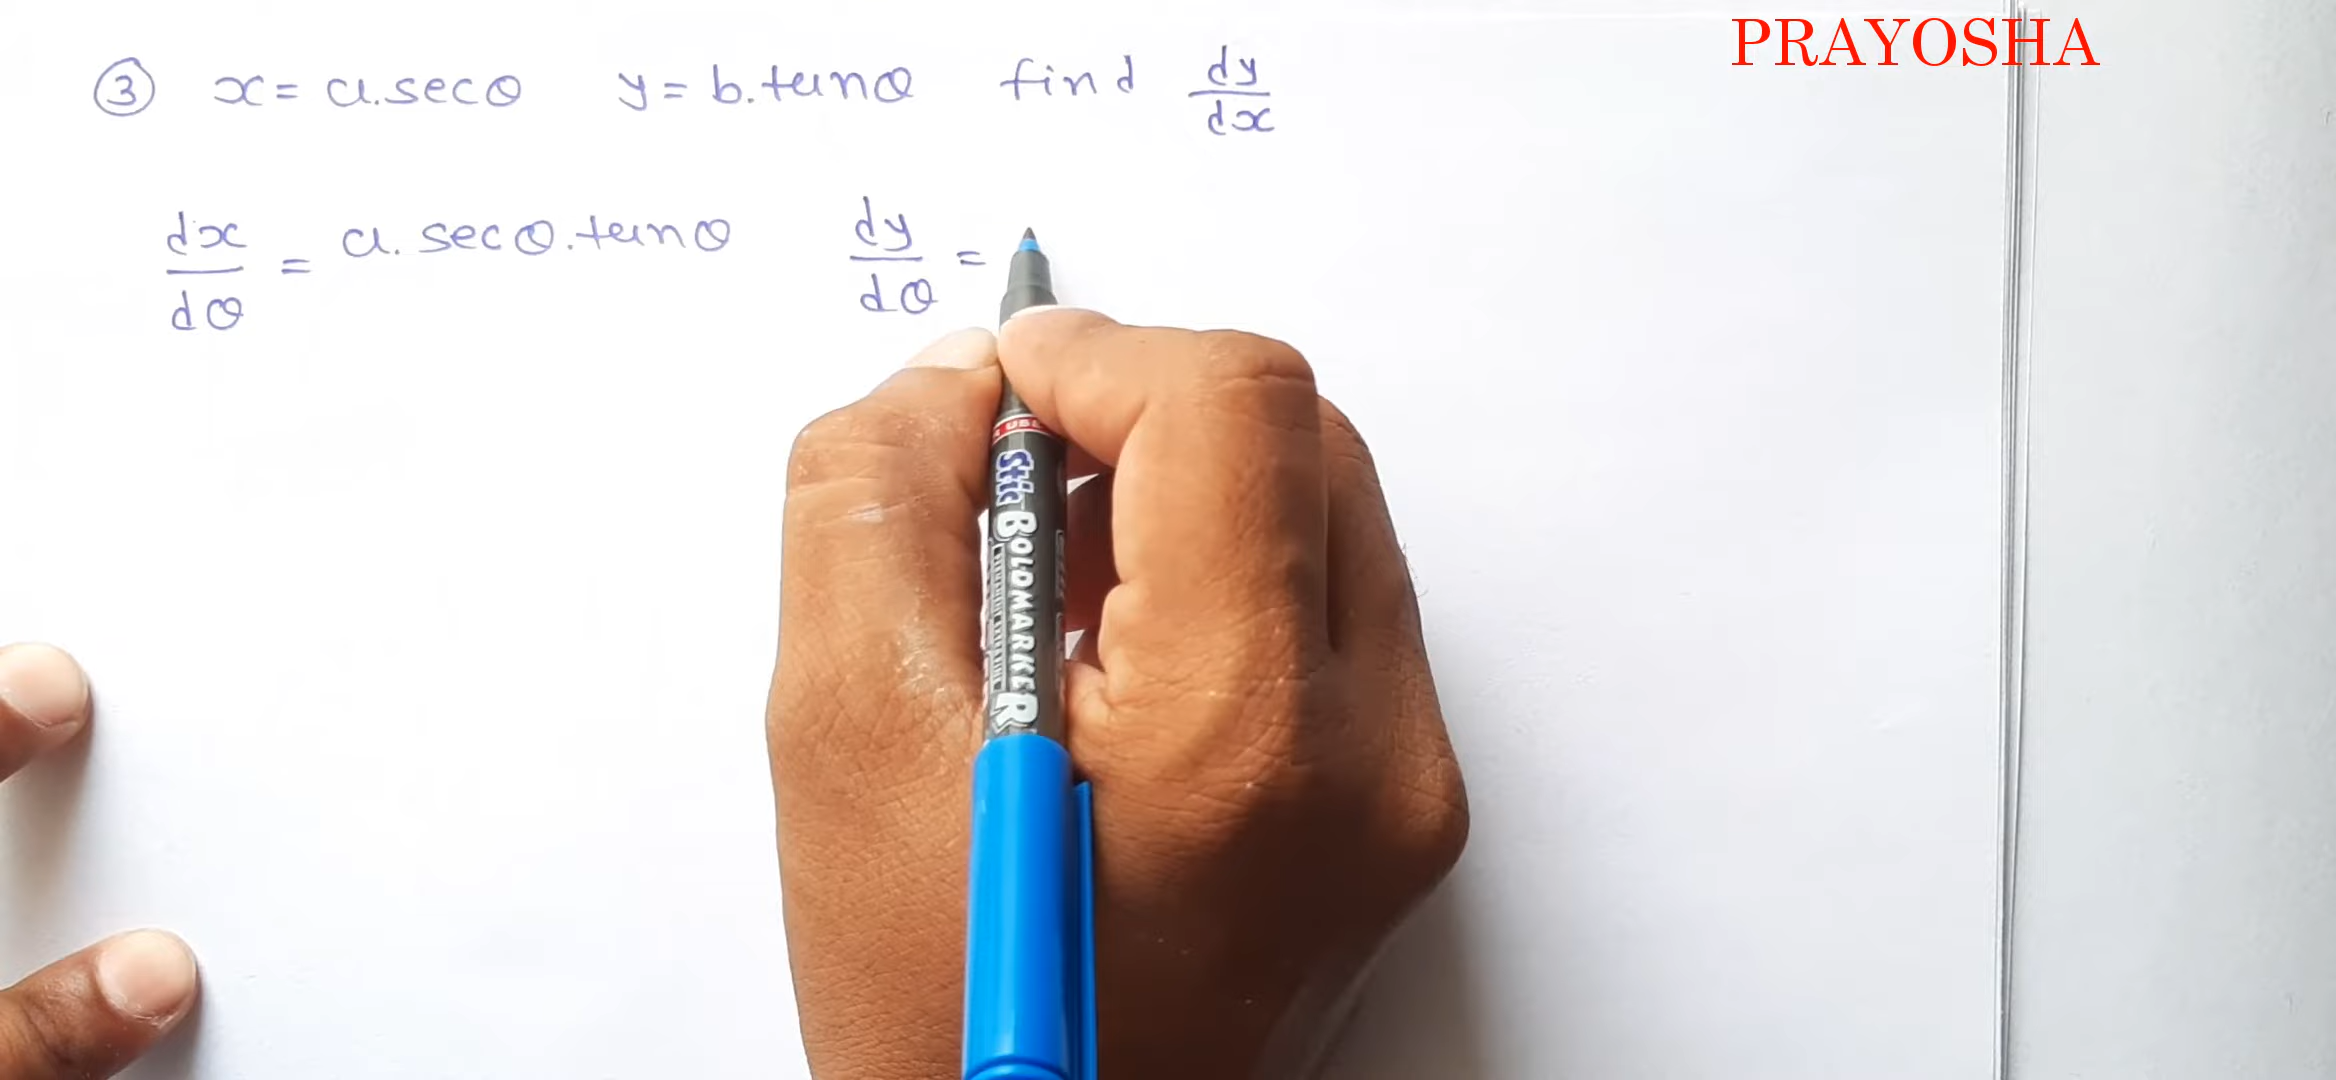 PRAYOSHA
③ x = a.secθ y = b.tanθ find dy/dx
dx/dθ = a.secθ.tanθ dy/dθ =
Stic BOLDMARKER